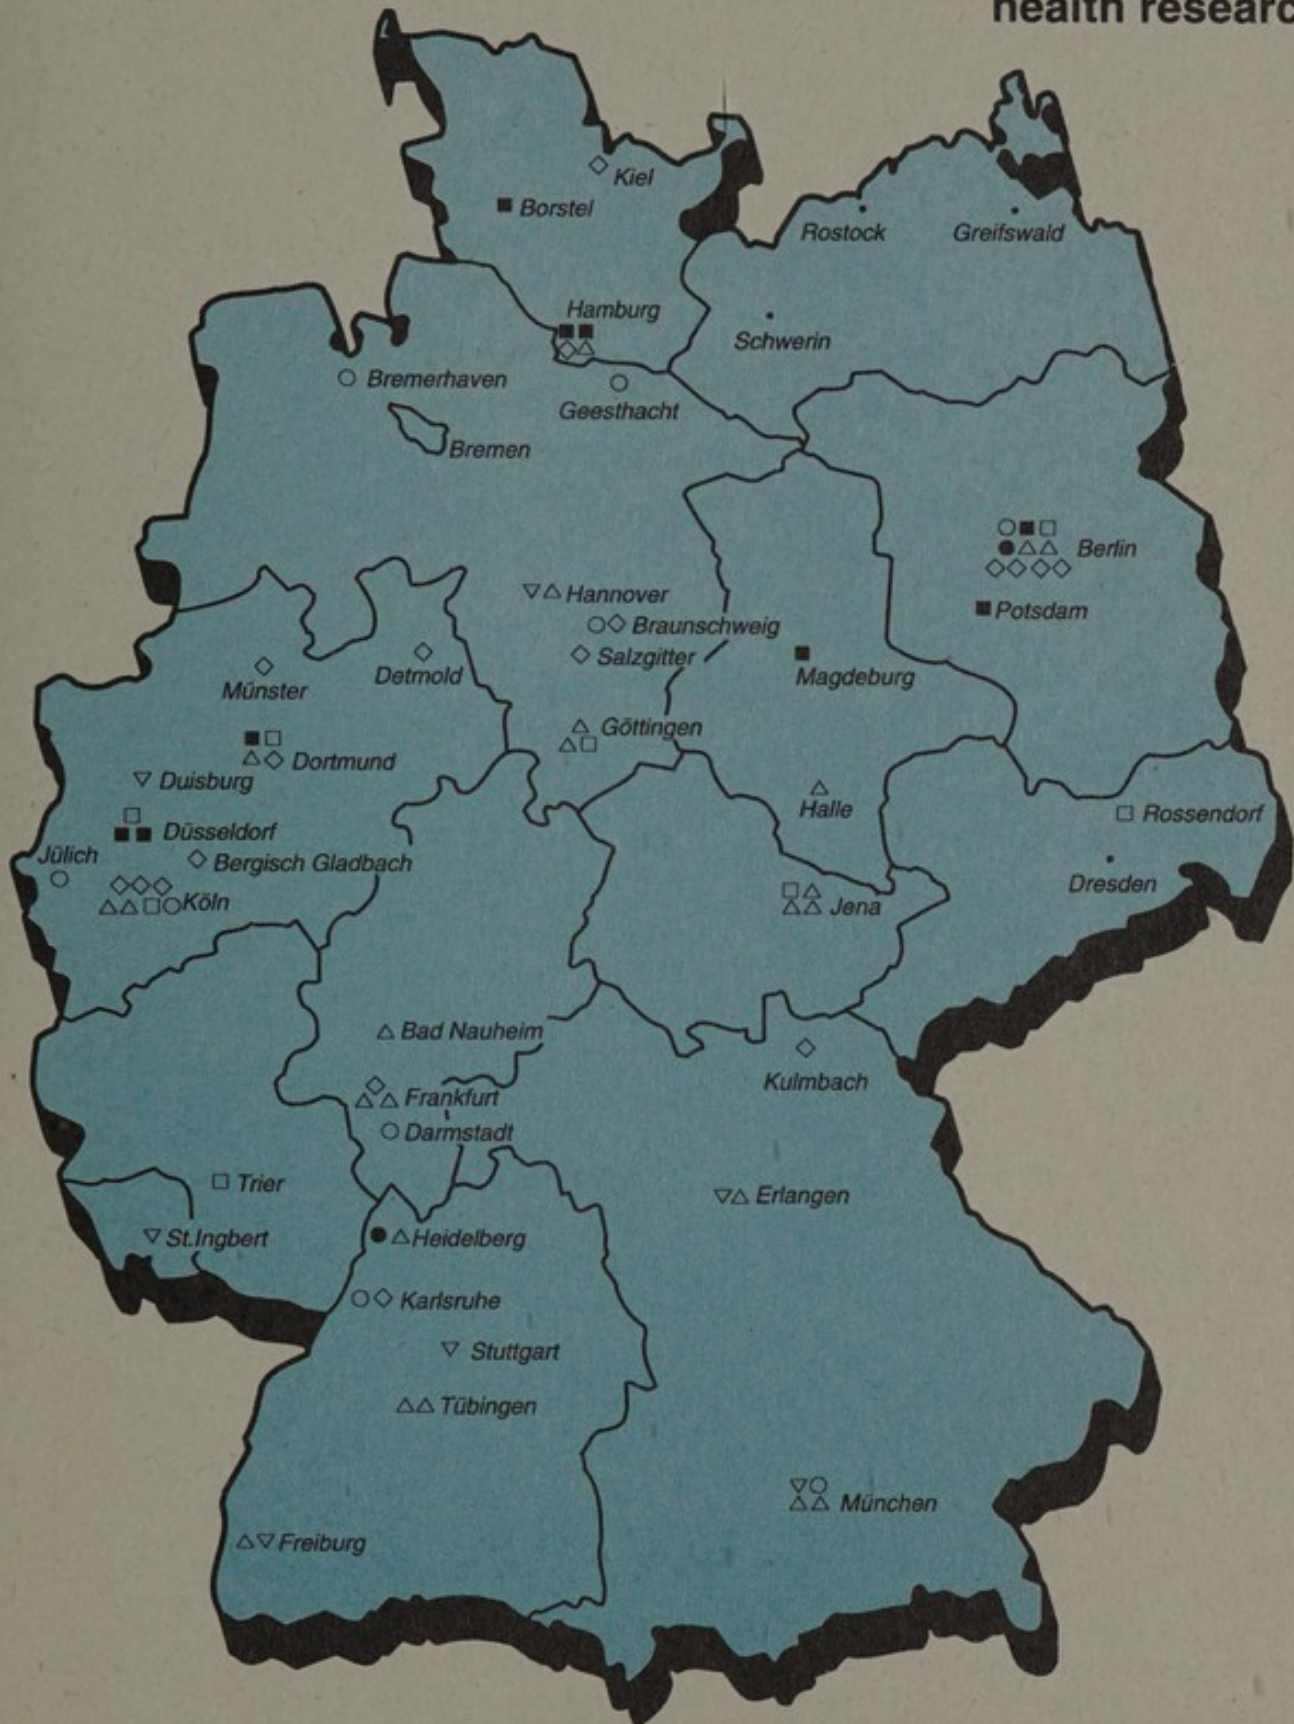 health researc
Kiel
Borstel
Rostock
Greifswald
Hamburg
Schwerin
Bremerhaven
Geesthacht
Bremen
Berlin
Hannover
Potsdam
Braunschweig
Salzgitter
Münster
Detmold
Magdeburg
Göttingen
Dortmund
Duisburg
Halle
Rossendorf
Düsseldorf
Jülich
Bergisch Gladbach
Dresden
Köln
Jena
Bad Nauheim
Kulmbach
Frankfurt
Darmstadt
Trier
Erlangen
St.Ingbert
Heidelberg
Karlsruhe
Stuttgart
Tübingen
München
Freiburg